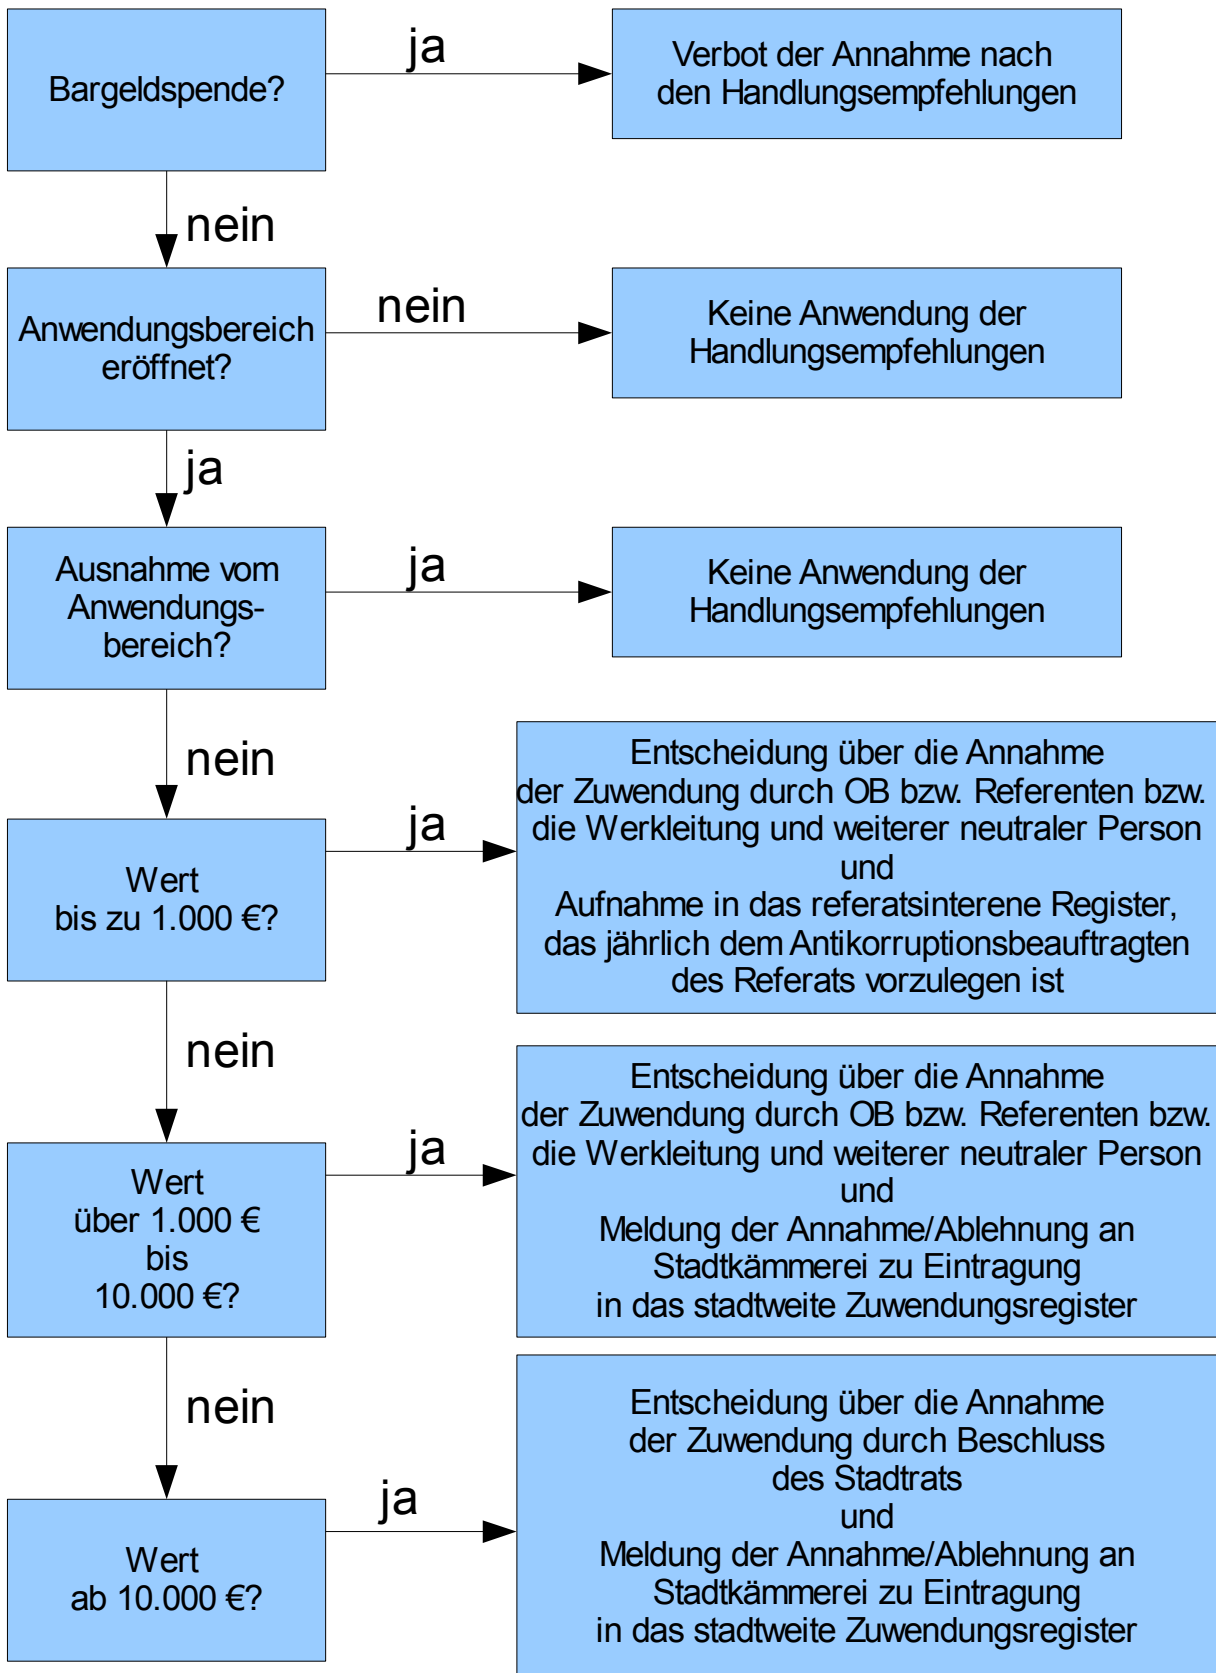 Bargeldspende?
ja
Verbot der Annahme nach
den Handlungsempfehlungen
nein
Anwendungsbereich
eröffnet?
nein
Keine Anwendung der
Handlungsempfehlungen
ja
Ausnahme vom
Anwendungs-
bereich?
ja
Keine Anwendung der
Handlungsempfehlungen
nein
Wert
bis zu 1.000 €?
ja
Entscheidung über die Annahme
der Zuwendung durch OB bzw. Referenten bzw.
die Werkleitung und weiterer neutraler Person
und
Aufnahme in das referatsinterene Register,
das jährlich dem Antikorruptionsbeauftragten
des Referats vorzulegen ist
nein
Wert
über 1.000 €
bis
10.000 €?
ja
Entscheidung über die Annahme
der Zuwendung durch OB bzw. Referenten bzw.
die Werkleitung und weiterer neutraler Person
und
Meldung der Annahme/Ablehnung an
Stadtkämmerei zu Eintragung
in das stadtweite Zuwendungsregister
nein
Wert
ab 10.000 €?
ja
Entscheidung über die Annahme
der Zuwendung durch Beschluss
des Stadtrats
und
Meldung der Annahme/Ablehnung an
Stadtkämmerei zu Eintragung
in das stadtweite Zuwendungsregister